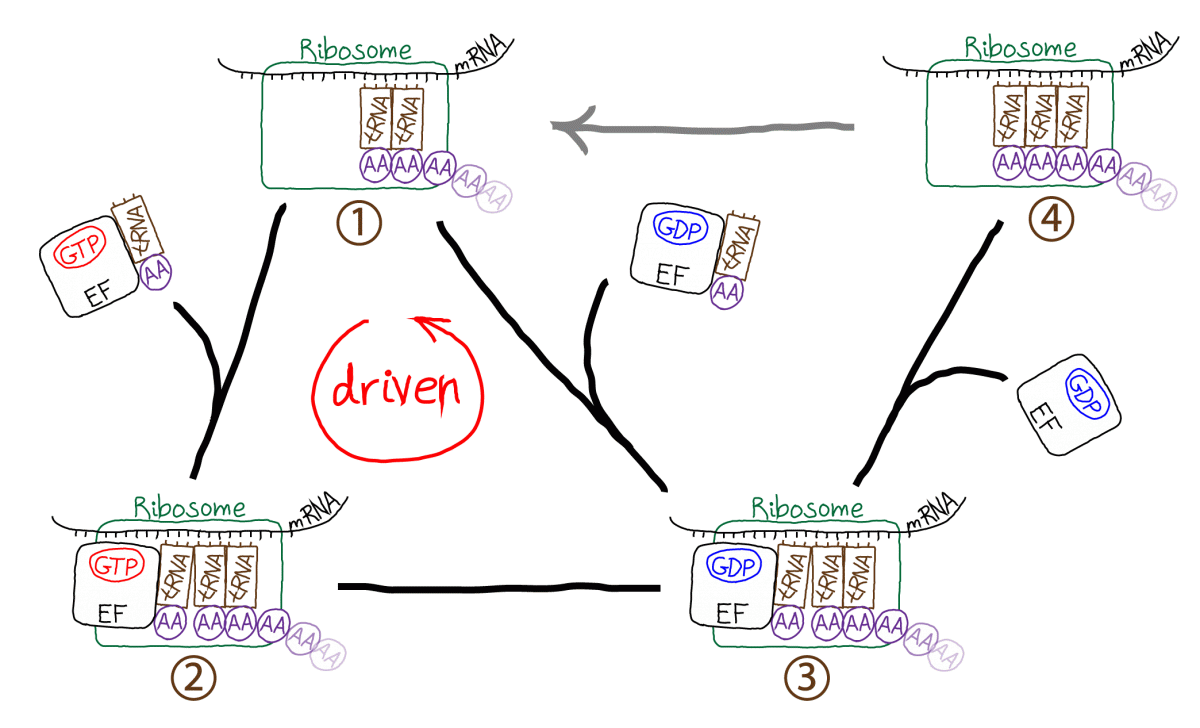 Ribosome
mRNA
tRNA tRNA
AA AA AA AA AA
①
Ribosome
mRNA
tRNA tRNA tRNA
AA AA AA AA AA AA
④
GTP
EF
tRNA
AA
GDP
EF
tRNA
AA
driven
GDP
EF
Ribosome
mRNA
GTP
EF
tRNA tRNA tRNA
AA AA AA AA AA AA
②
Ribosome
mRNA
GDP
EF
tRNA tRNA tRNA
AA AA AA AA AA AA
③